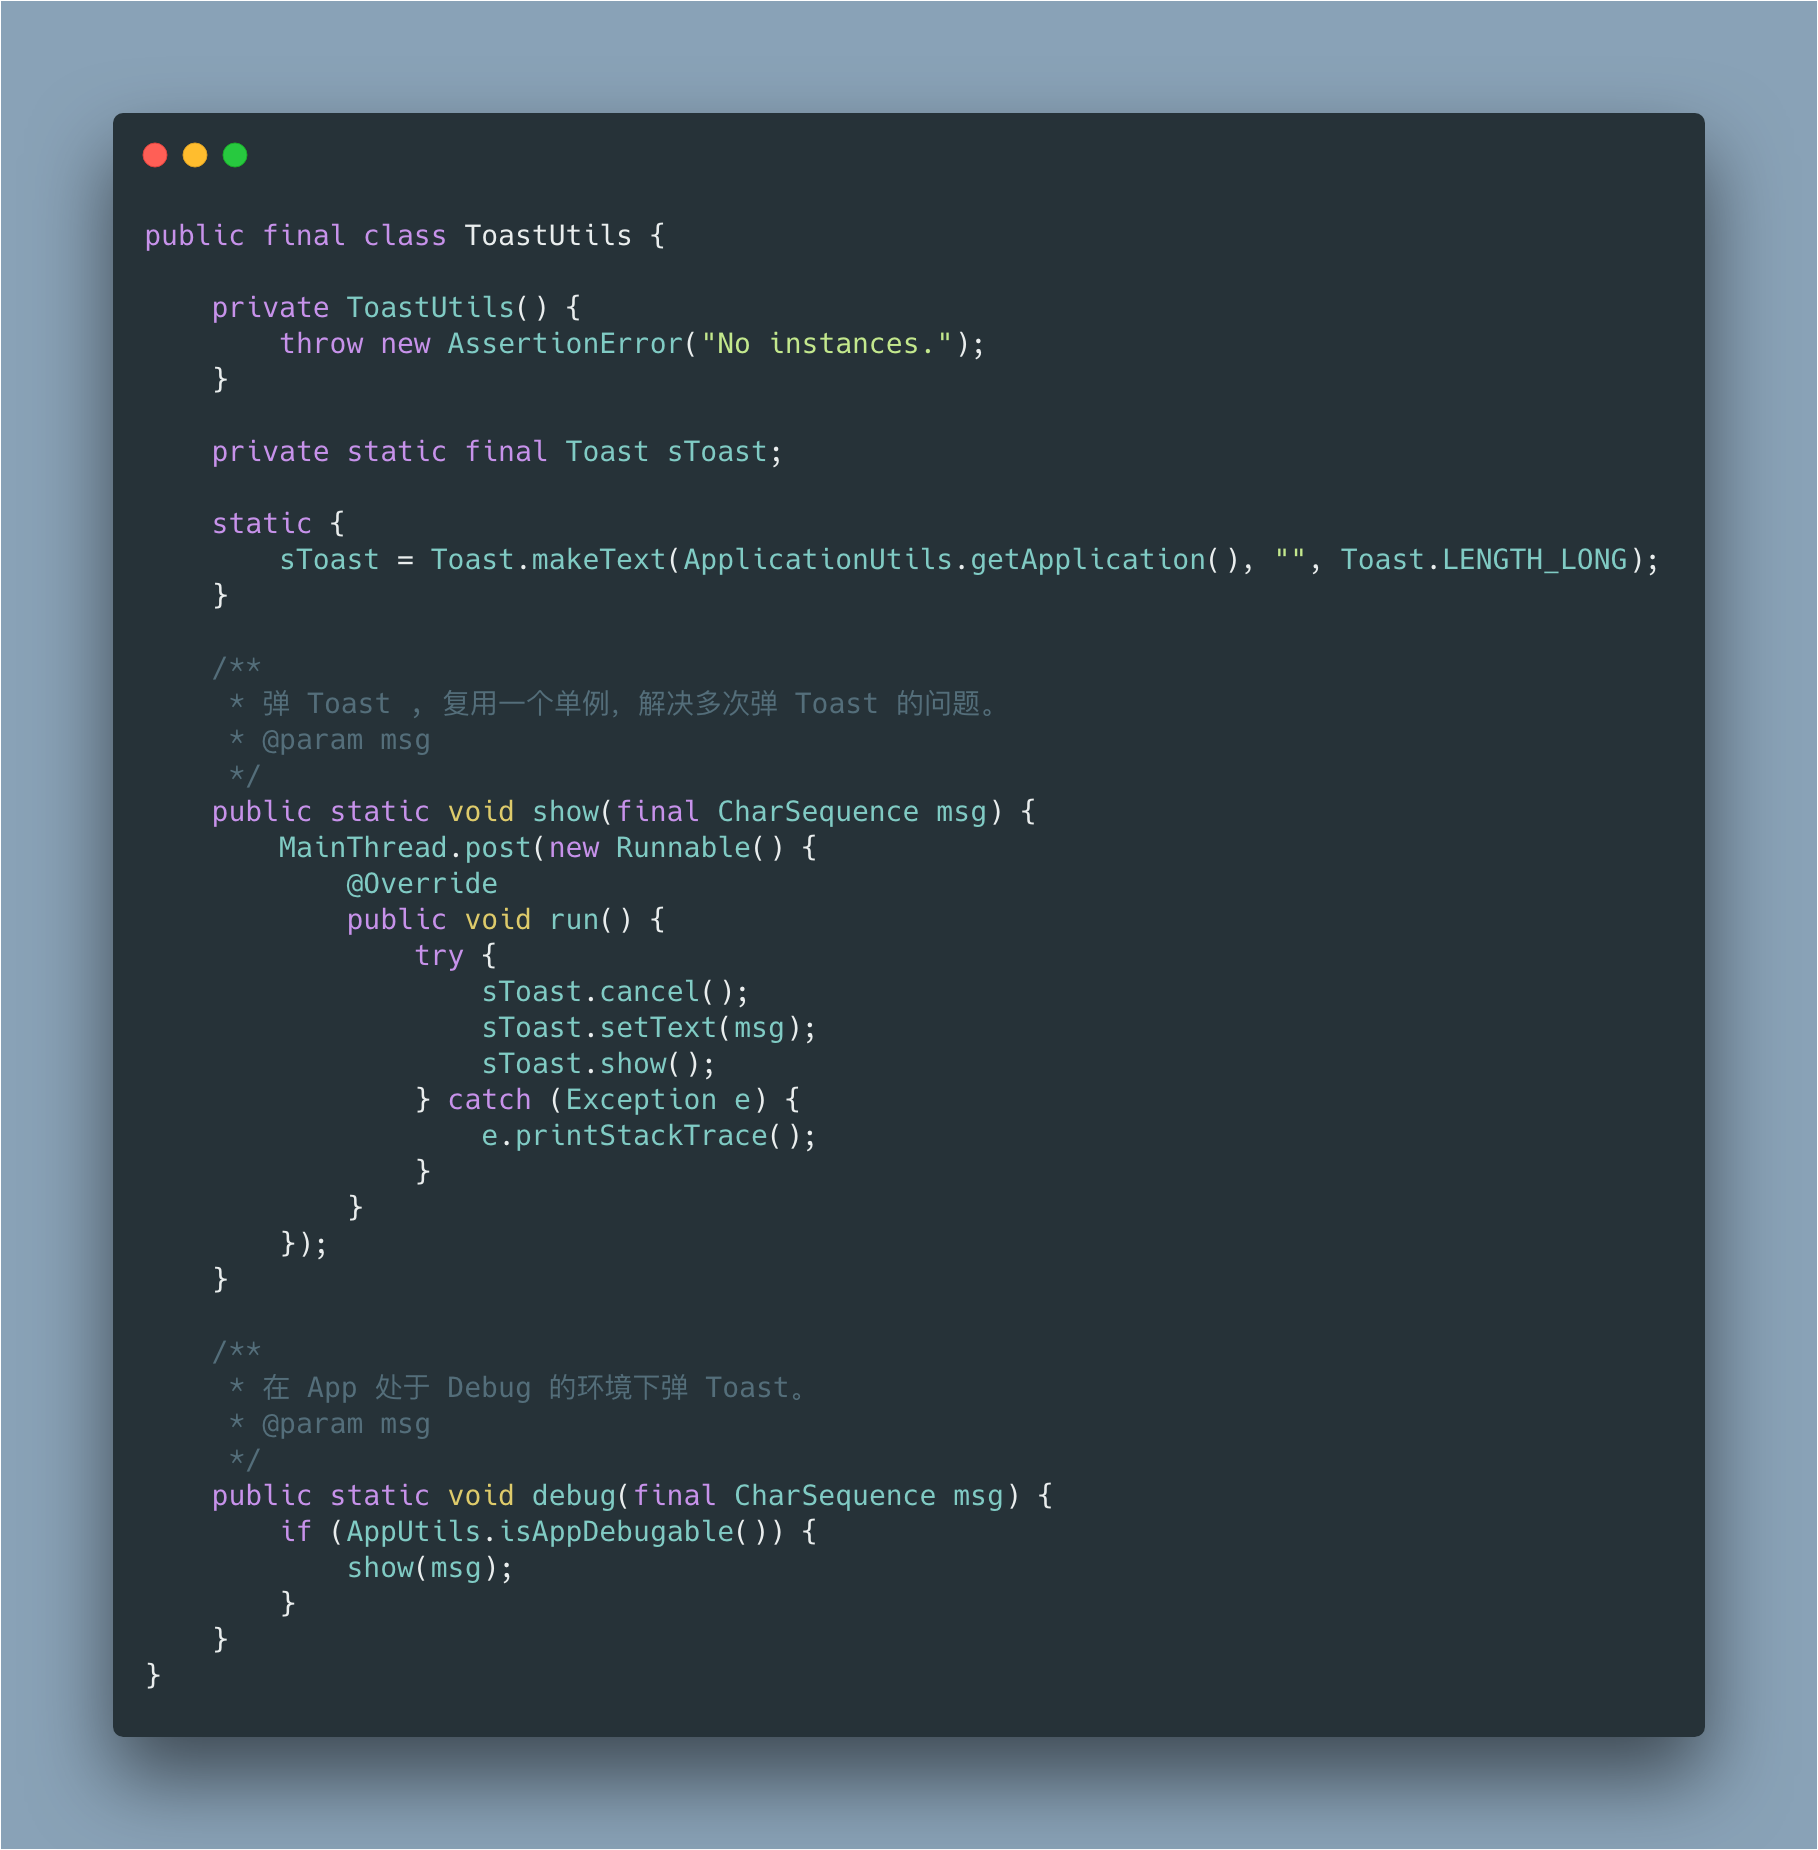 public final class ToastUtils {
    private ToastUtils() {
        throw new AssertionError("No instances.");
    }
    private static final Toast sToast;
    static {
        sToast = Toast.makeText(ApplicationUtils.getApplication(), "", Toast.LENGTH_LONG);
    }
    /**
     * 弹 Toast ，复用一个单例，解决多次弹 Toast 的问题。
     * @param msg
     */
    public static void show(final CharSequence msg) {
        MainThread.post(new Runnable() {
            @Override
            public void run() {
                try {
                    sToast.cancel();
                    sToast.setText(msg);
                    sToast.show();
                } catch (Exception e) {
                    e.printStackTrace();
                }
            }
        });
    }
    /**
     * 在 App 处于 Debug 的环境下弹 Toast。
     * @param msg
     */
    public static void debug(final CharSequence msg) {
        if (AppUtils.isAppDebugable()) {
            show(msg);
        }
    }
}